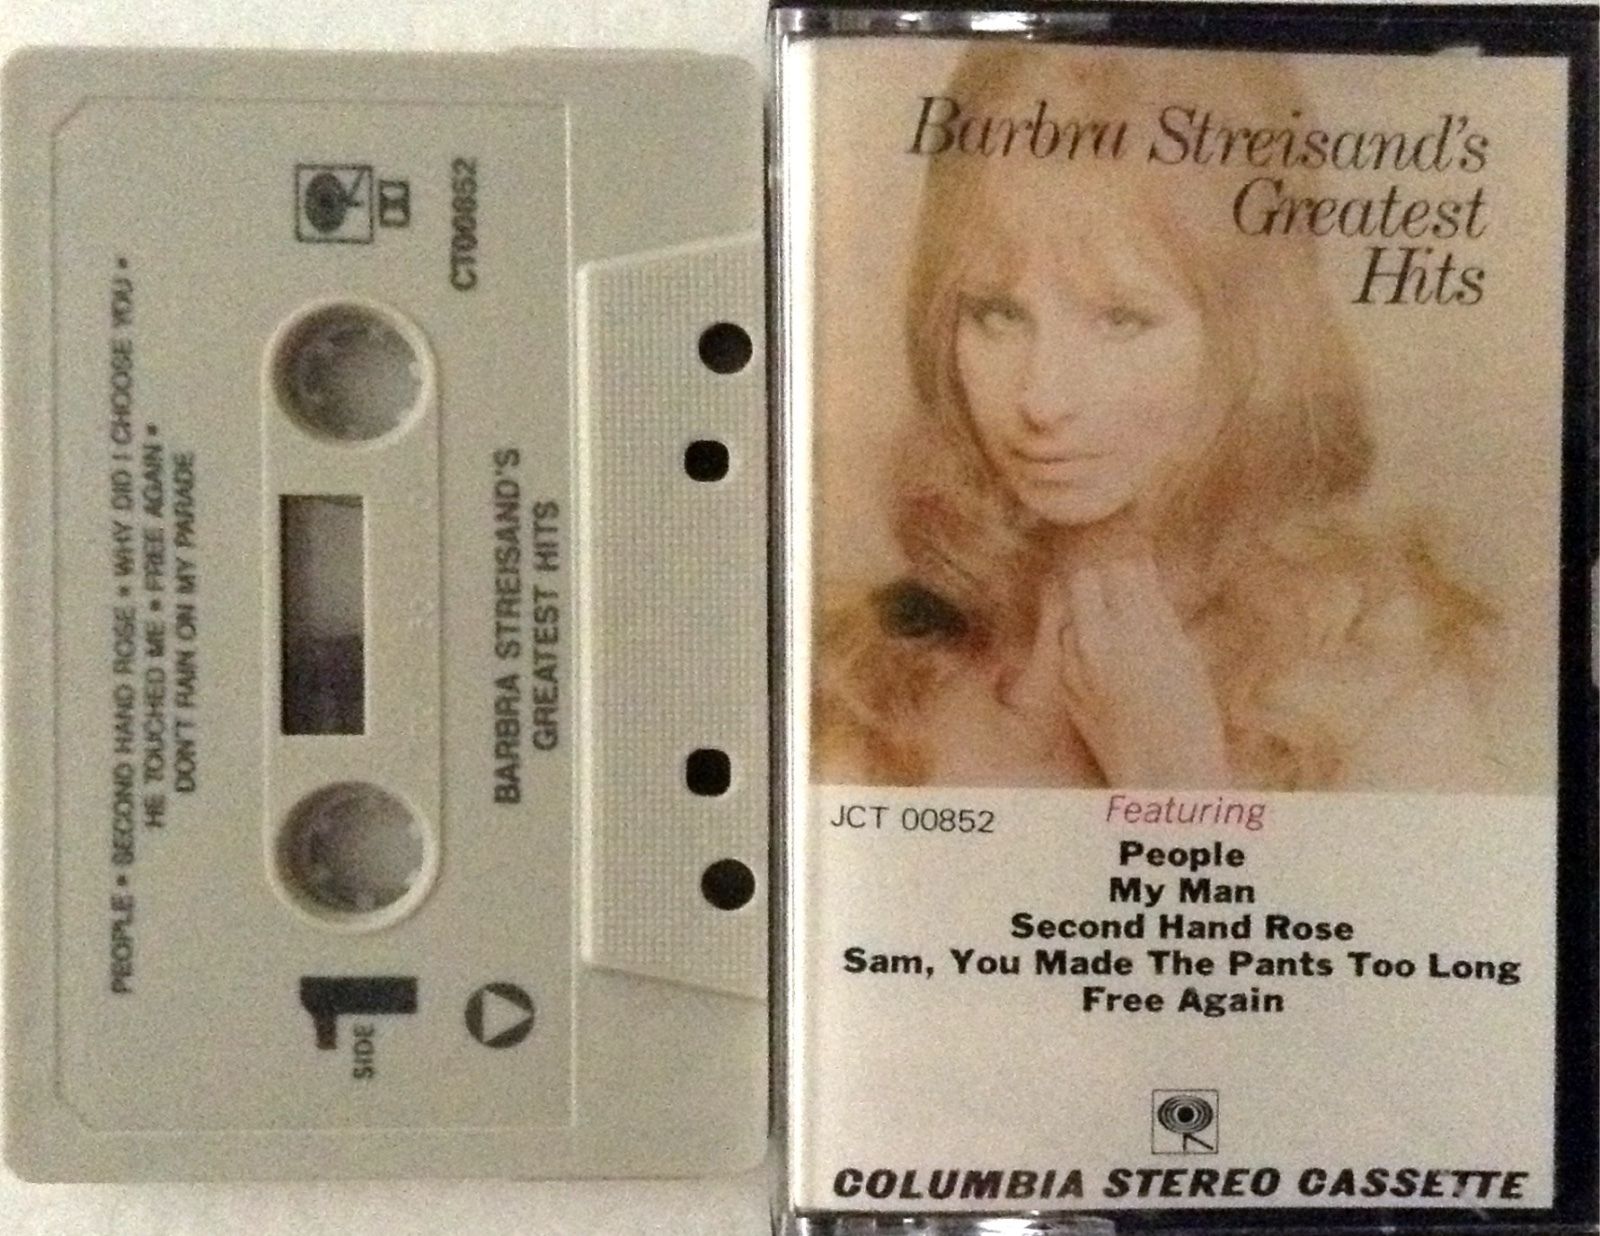 PEOPLE • SECOND HAND ROSE • WHY DID I CHOOSE YOU •
HE TOUCHED ME • FREE AGAIN •
DON'T RAIN ON MY PARADE
SIDE 1
CT00852
BARBRA STREISAND'S
GREATEST HITS
Barbra Streisand's
Greatest
Hits
JCT 00852
Featuring
People
My Man
Second Hand Rose
Sam, You Made The Pants Too Long
Free Again
COLUMBIA STEREO CASSETTE